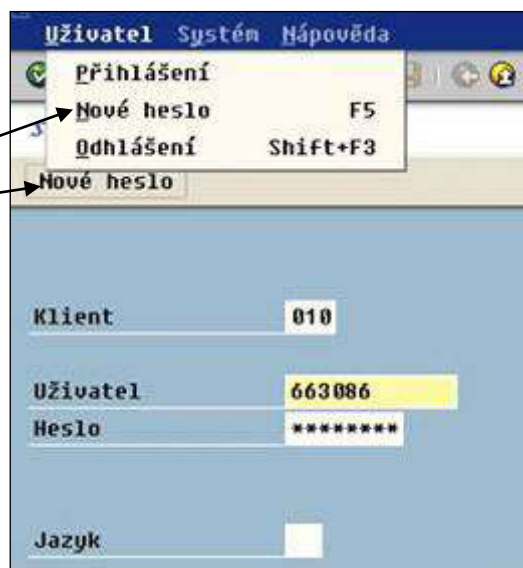 Uživatel Systém Nápověda
Přihlášení
Nové heslo F5
Odhlášení Shift+F3
Nové heslo
Klient 010
Uživatel 663086
Heslo ********
Jazyk